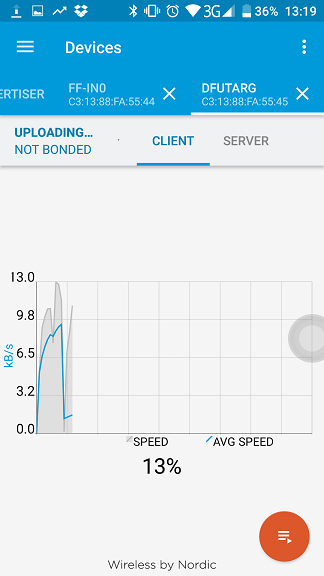 3G 36% 13:19
Devices
ERTISER
FF-IN0
C3:13:88:FA:55:44
DFUTARG
C3:13:88:FA:55:45
UPLOADING...
NOT BONDED
CLIENT
SERVER
13.0
9.8
6.5
3.2
0.0
kB/s
SPEED
AVG SPEED
13%
Wireless by Nordic